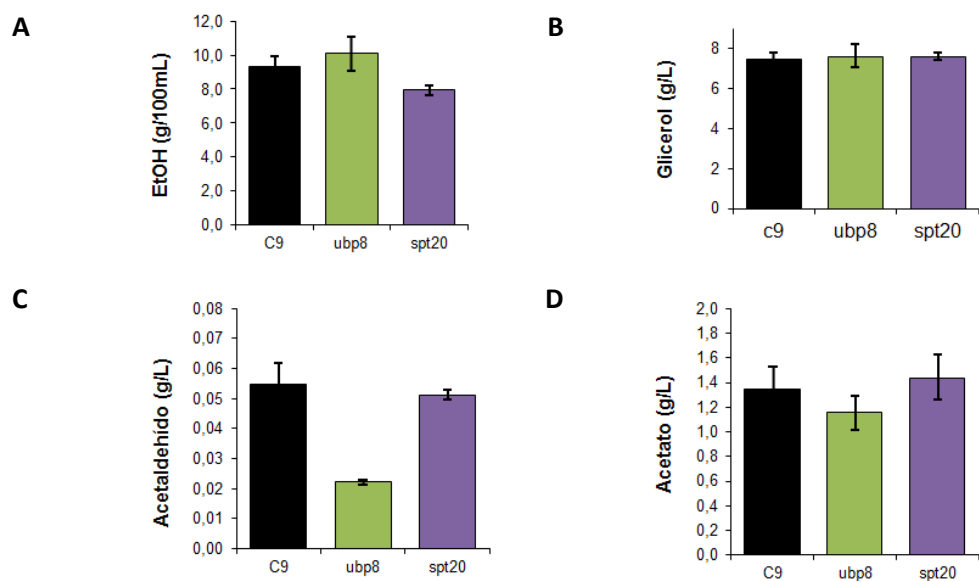 A
EtOH (g/100mL)
12,0
10,0
8,0
6,0
4,0
2,0
0,0
C9 ubp8 spt20
B
Glicerol (g/L)
8
6
4
2
0
c9 ubp8 spt20
C
Acetaldehído (g/L)
0,08
0,07
0,06
0,05
0,04
0,03
0,02
0,01
0,00
C9 ubp8 spt20
D
Acetato (g/L)
2,0
1,8
1,6
1,4
1,2
1,0
0,8
0,6
0,4
0,2
0,0
C9 ubp8 spt20